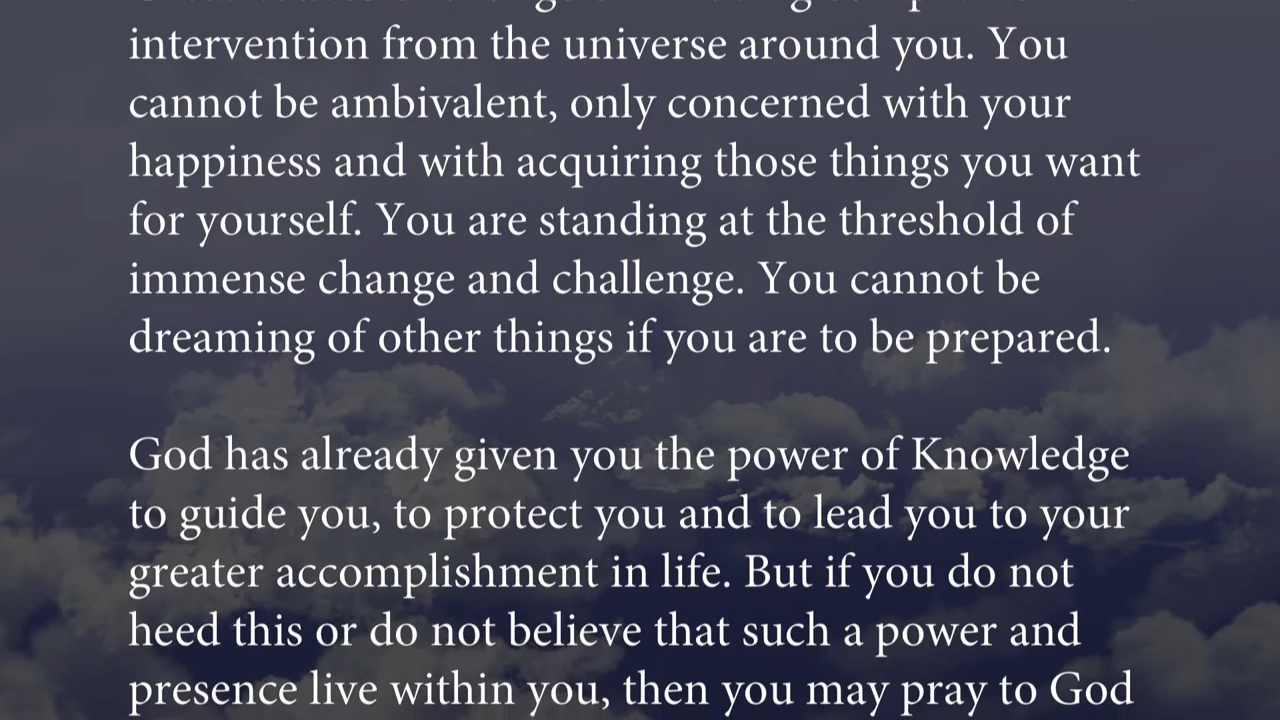 intervention from the universe around you. You
cannot be ambivalent, only concerned with your
happiness and with acquiring those things you want
for yourself. You are standing at the threshold of
immense change and challenge. You cannot be
dreaming of other things if you are to be prepared.
God has already given you the power of Knowledge
to guide you, to protect you and to lead you to your
greater accomplishment in life. But if you do not
heed this or do not believe that such a power and
presence live within you, then you may pray to God